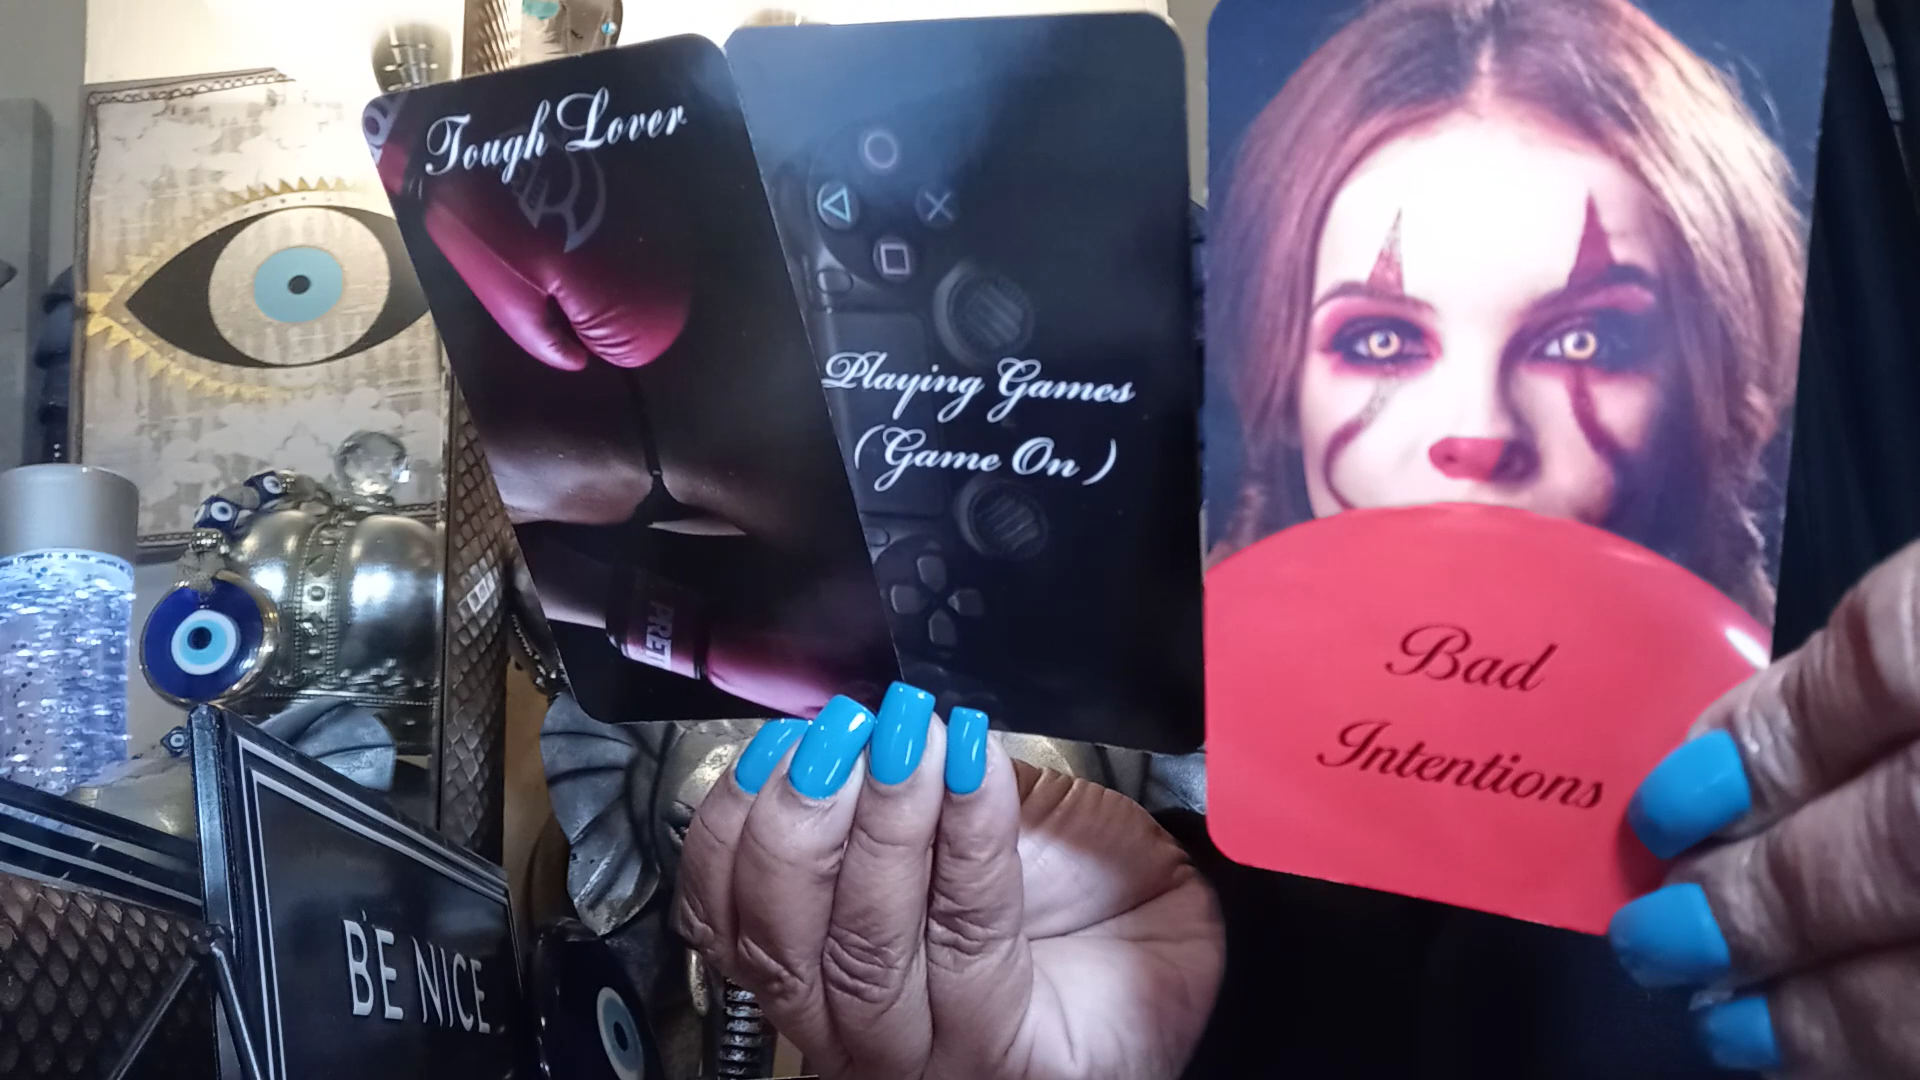 Tough Lover
Playing Games
(Game On)
Bad
Intentions
BE NICE